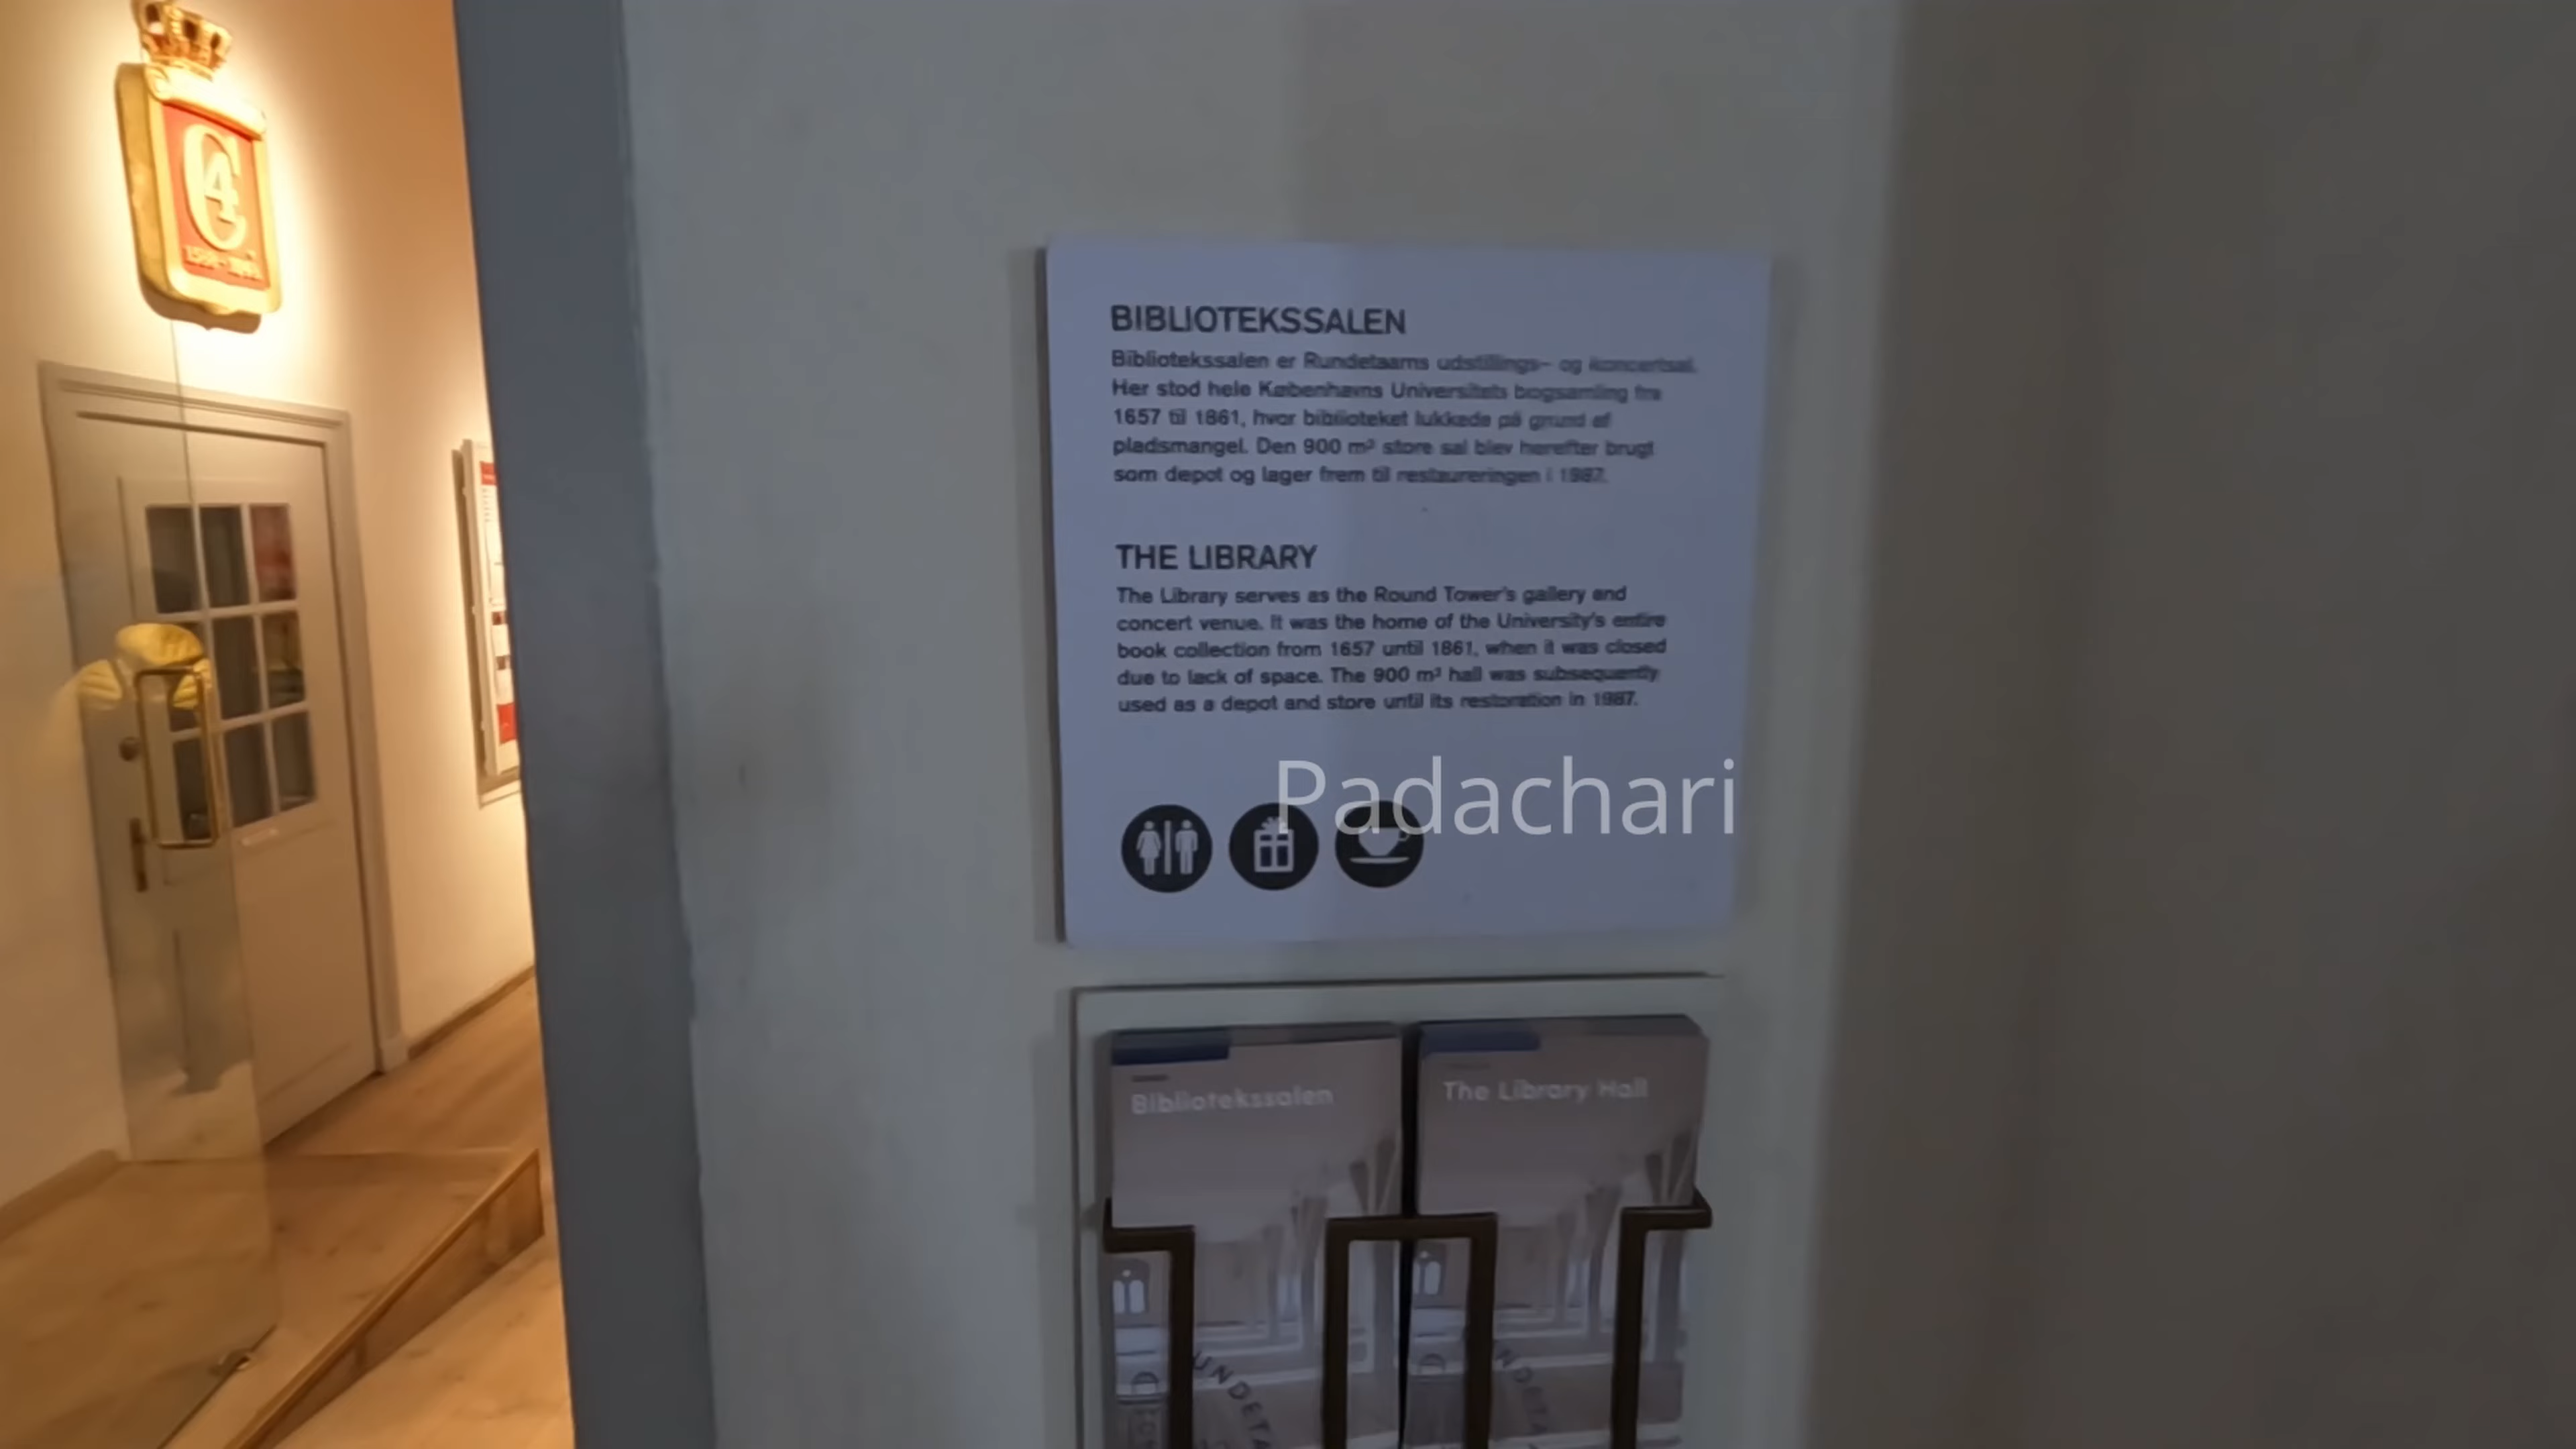 C4
BIBLIOTEKSSALEN
Bibliotekssalen er Rundetaarns udstillings- og koncertsal.
Her stod hele Københavns Universitets bogsamling fra
1657 til 1861, hvor biblioteket lukkede på grund af
pladsmangel. Den 900 m² store sal blev herefter brugt
som depot og lager frem til restaureringen i 1987.
THE LIBRARY
The Library serves as the Round Tower's gallery and
concert venue. It was the home of the University's entire
book collection from 1657 until 1861, when it was closed
due to lack of space. The 900 m² hall was subsequently
used as a depot and store until its restoration in 1987.
Padachari
Bibliotekssalen
The Library Hall